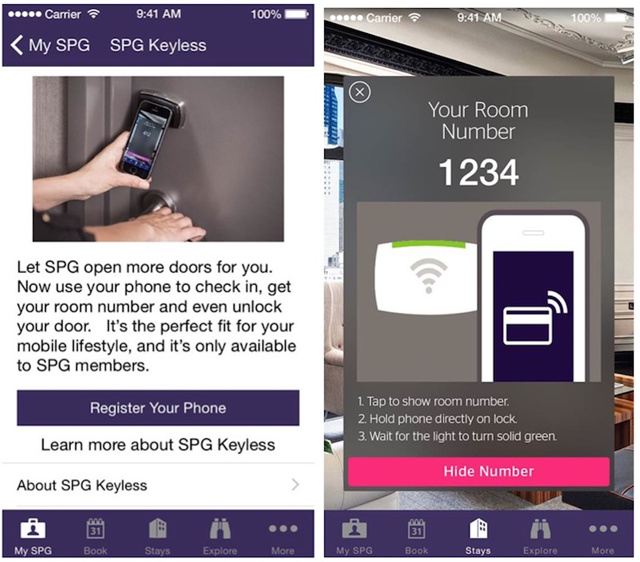 Carrier 9:41 AM 100%
My SPG SPG Keyless
Let SPG open more doors for you.
Now use your phone to check in, get
your room number and even unlock
your door. It's the perfect fit for your
mobile lifestyle, and it's only available
to SPG members.
Register Your Phone
Learn more about SPG Keyless
About SPG Keyless
31
My SPG Book Stays Explore More
Carrier 9:41 AM 100%
Your Room
Number
1234
1. Tap to show room number.
2. Hold phone directly on lock.
3. Wait for the light to turn solid green.
Hide Number
31
My SPG Book Stays Explore More